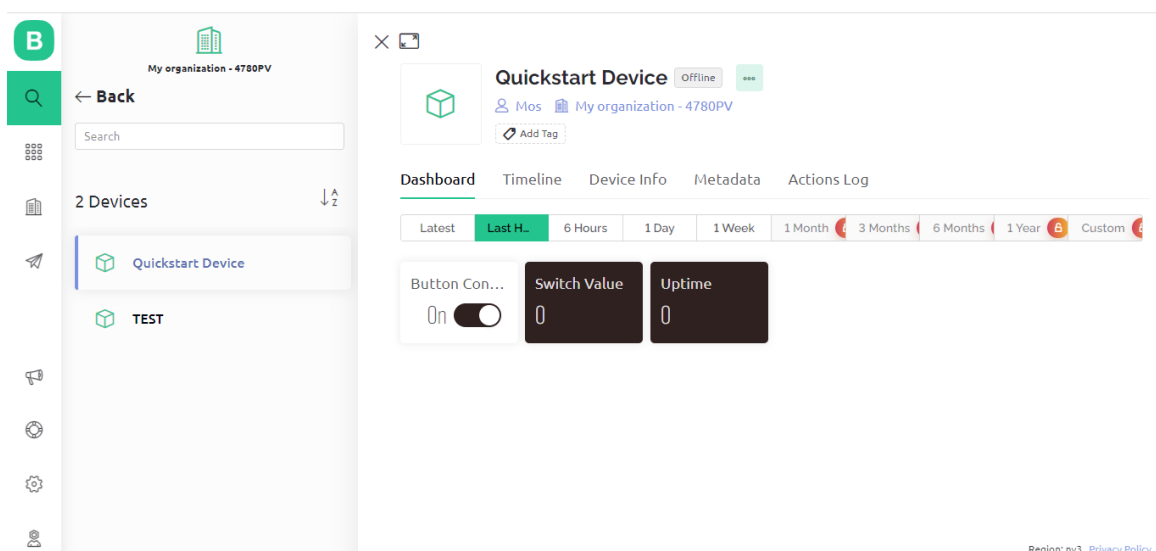 B
My organization - 4780PV
← Back
Search
2 Devices
A
Z
Quickstart Device
TEST
Quickstart Device
Offline
Mos
My organization - 4780PV
Add Tag
Dashboard
Timeline
Device Info
Metadata
Actions Log
Latest
Last H...
6 Hours
1 Day
1 Week
1 Month
3 Months
6 Months
1 Year
Custom
Button Con...
On
Switch Value
0
Uptime
0
Region: ny3
Privacy Policy